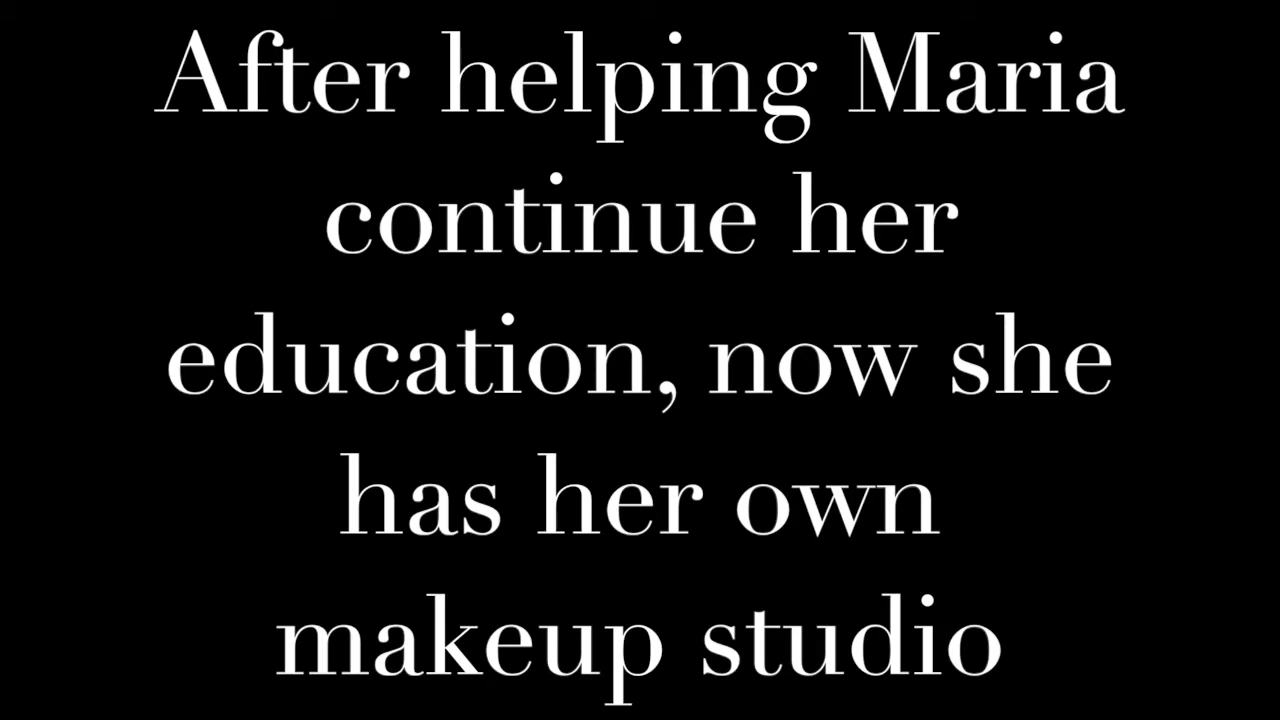 After helping Maria
continue her
education, now she
has her own
makeup studio